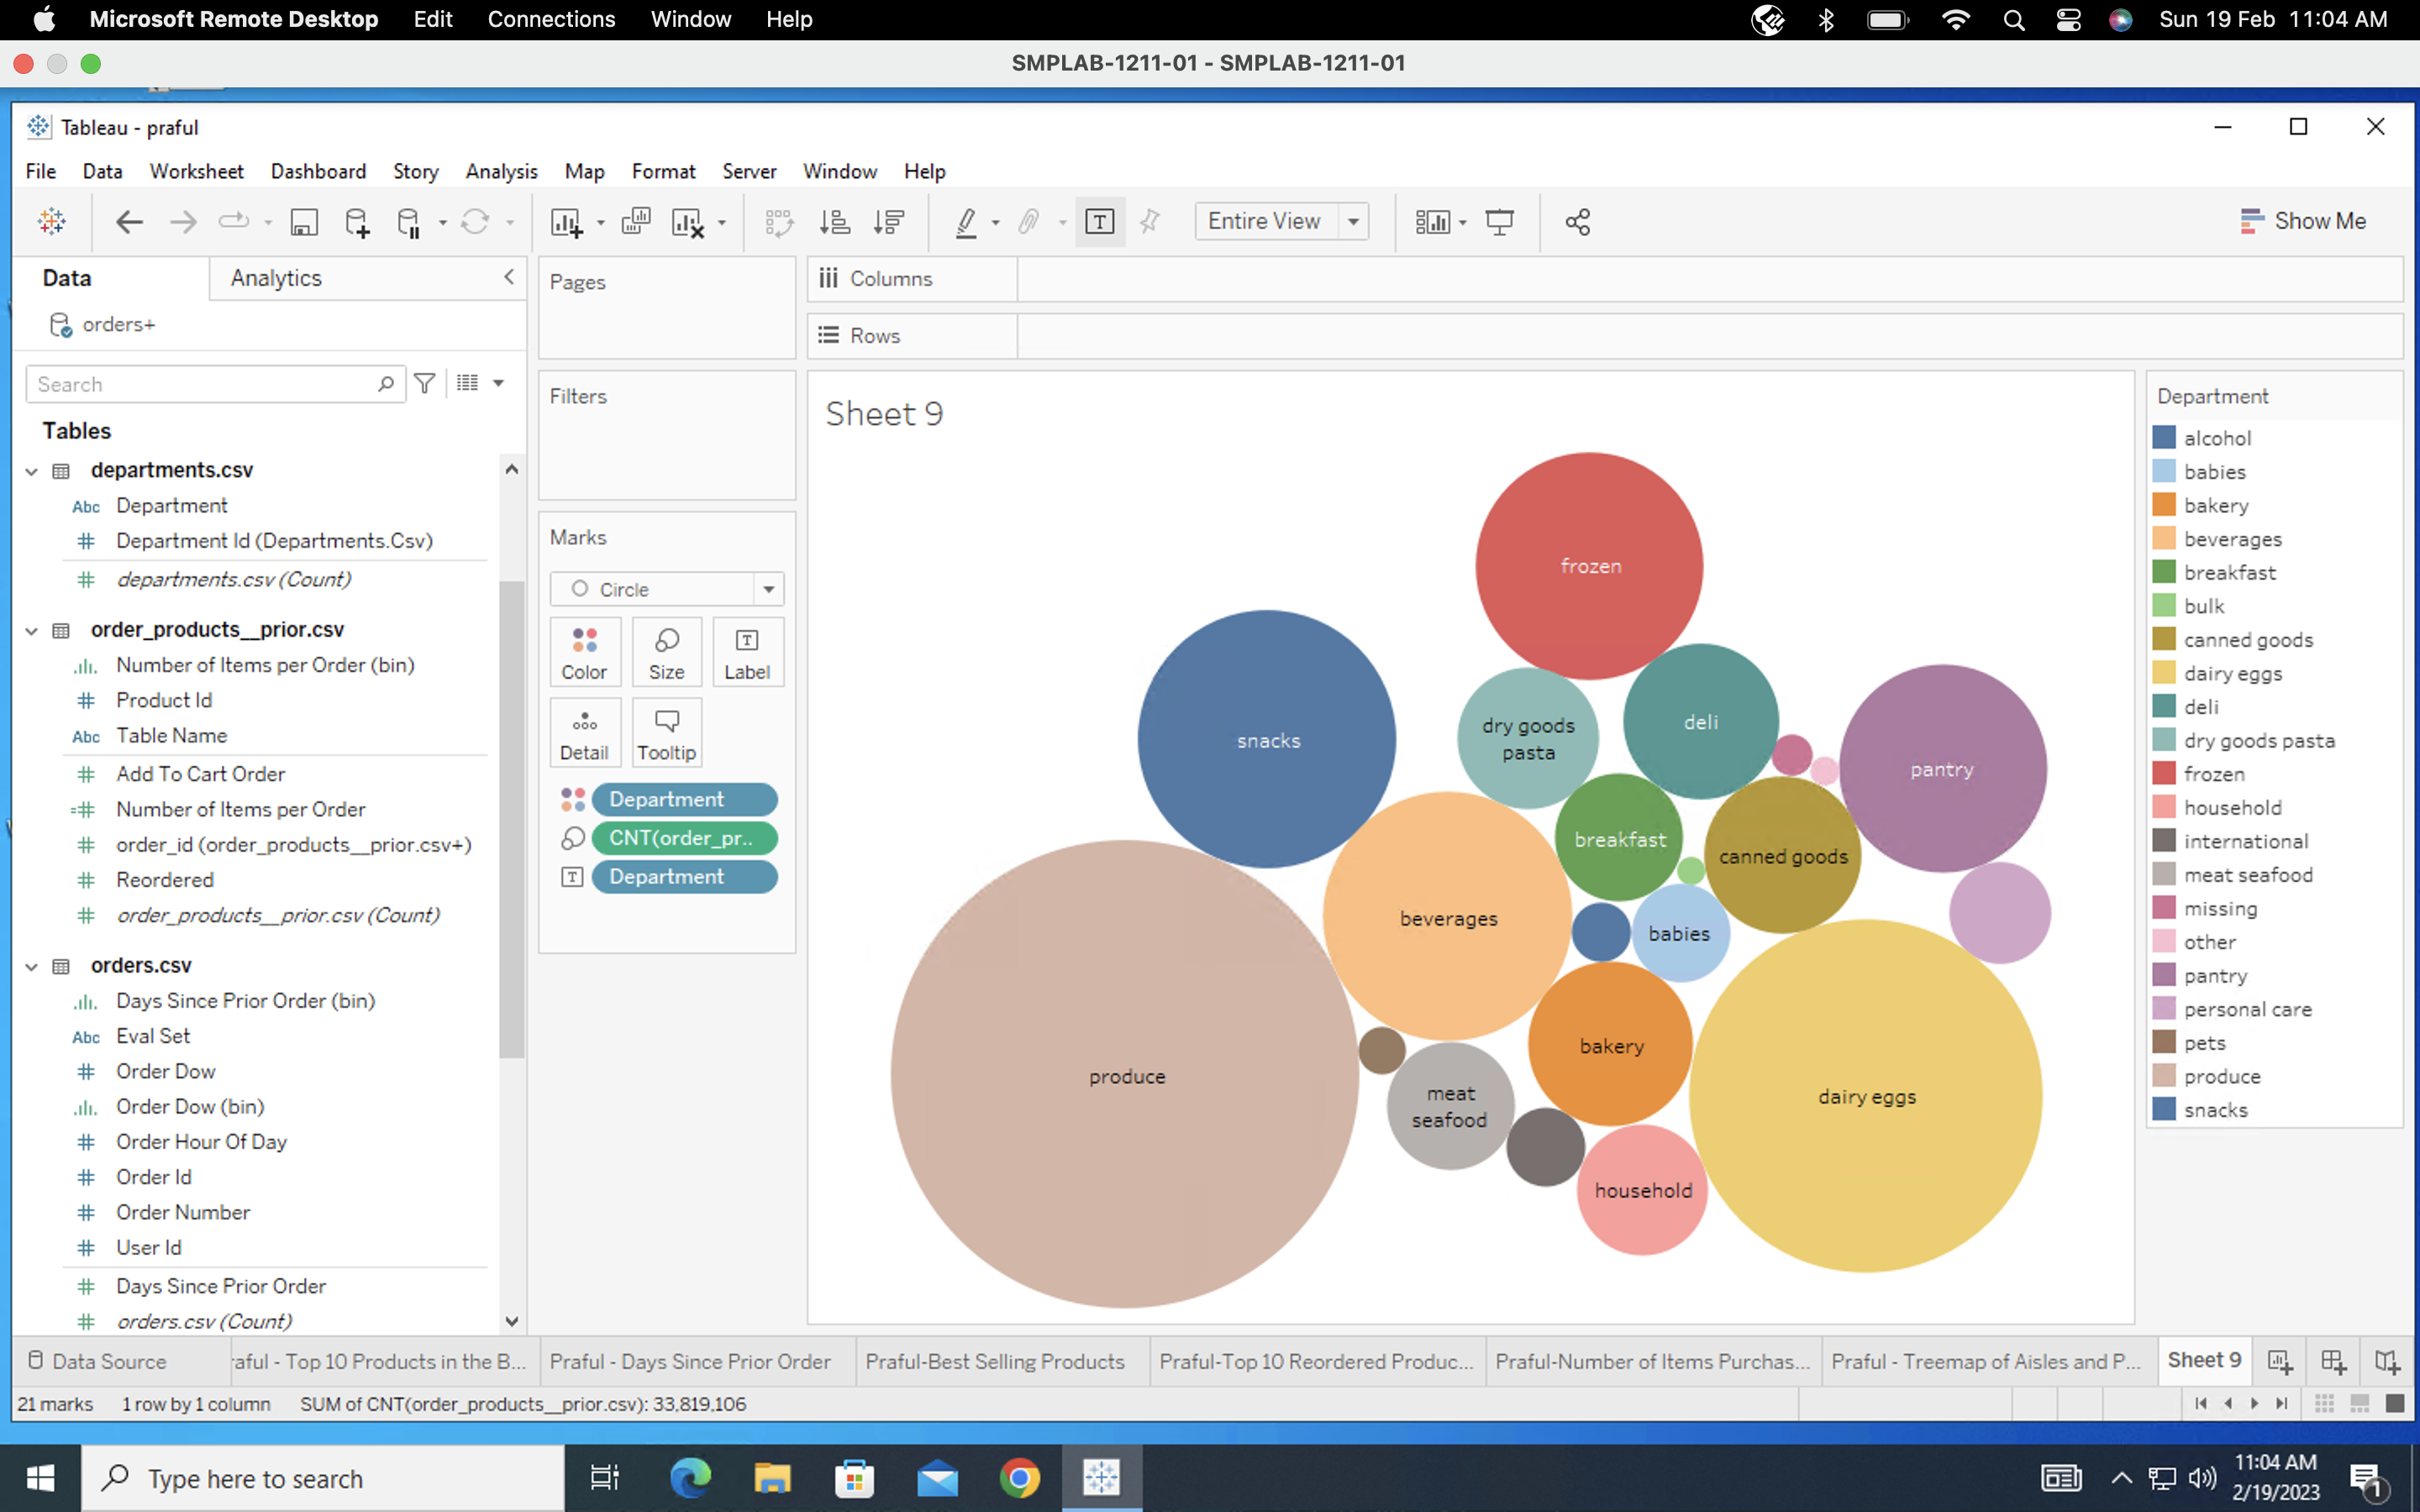 Microsoft Remote Desktop Edit Connections Window Help Sun 19 Feb 11:04 AM
SMPLAB-1211-01 - SMPLAB-1211-01
Tableau - praful
File Data Worksheet Dashboard Story Analysis Map Format Server Window Help
Entire View Show Me
Data Analytics
orders+
Search
Tables
departments.csv
Abc Department
Department Id (Departments.Csv)
departments.csv (Count)
order_products__prior.csv
Number of Items per Order (bin)
Product Id
Abc Table Name
Add To Cart Order
Number of Items per Order
order_id (order_products__prior.csv+)
Reordered
order_products__prior.csv (Count)
orders.csv
Days Since Prior Order (bin)
Abc Eval Set
Order Dow
Order Dow (bin)
Order Hour Of Day
Order Id
Order Number
User Id
Days Since Prior Order
orders.csv (Count)
Pages
Filters
Marks
Circle
Color Size Label
Detail Tooltip
Department
CNT(order_pr..
Department
Columns
Rows
Sheet 9
frozen
snacks
dry goods
pasta
deli
pantry
breakfast
canned goods
beverages
babies
bakery
produce
meat
seafood
dairy eggs
household
Department
alcohol
babies
bakery
beverages
breakfast
bulk
canned goods
dairy eggs
deli
dry goods pasta
frozen
household
international
meat seafood
missing
other
pantry
personal care
pets
produce
snacks
Data Source raful - Top 10 Products in the B... Praful - Days Since Prior Order Praful-Best Selling Products Praful-Top 10 Reordered Produc... Praful-Number of Items Purchas... Praful - Treemap of Aisles and P... Sheet 9
21 marks 1 row by 1 column SUM of CNT(order_products__prior.csv): 33,819,106
Type here to search
11:04 AM
2/19/2023
1